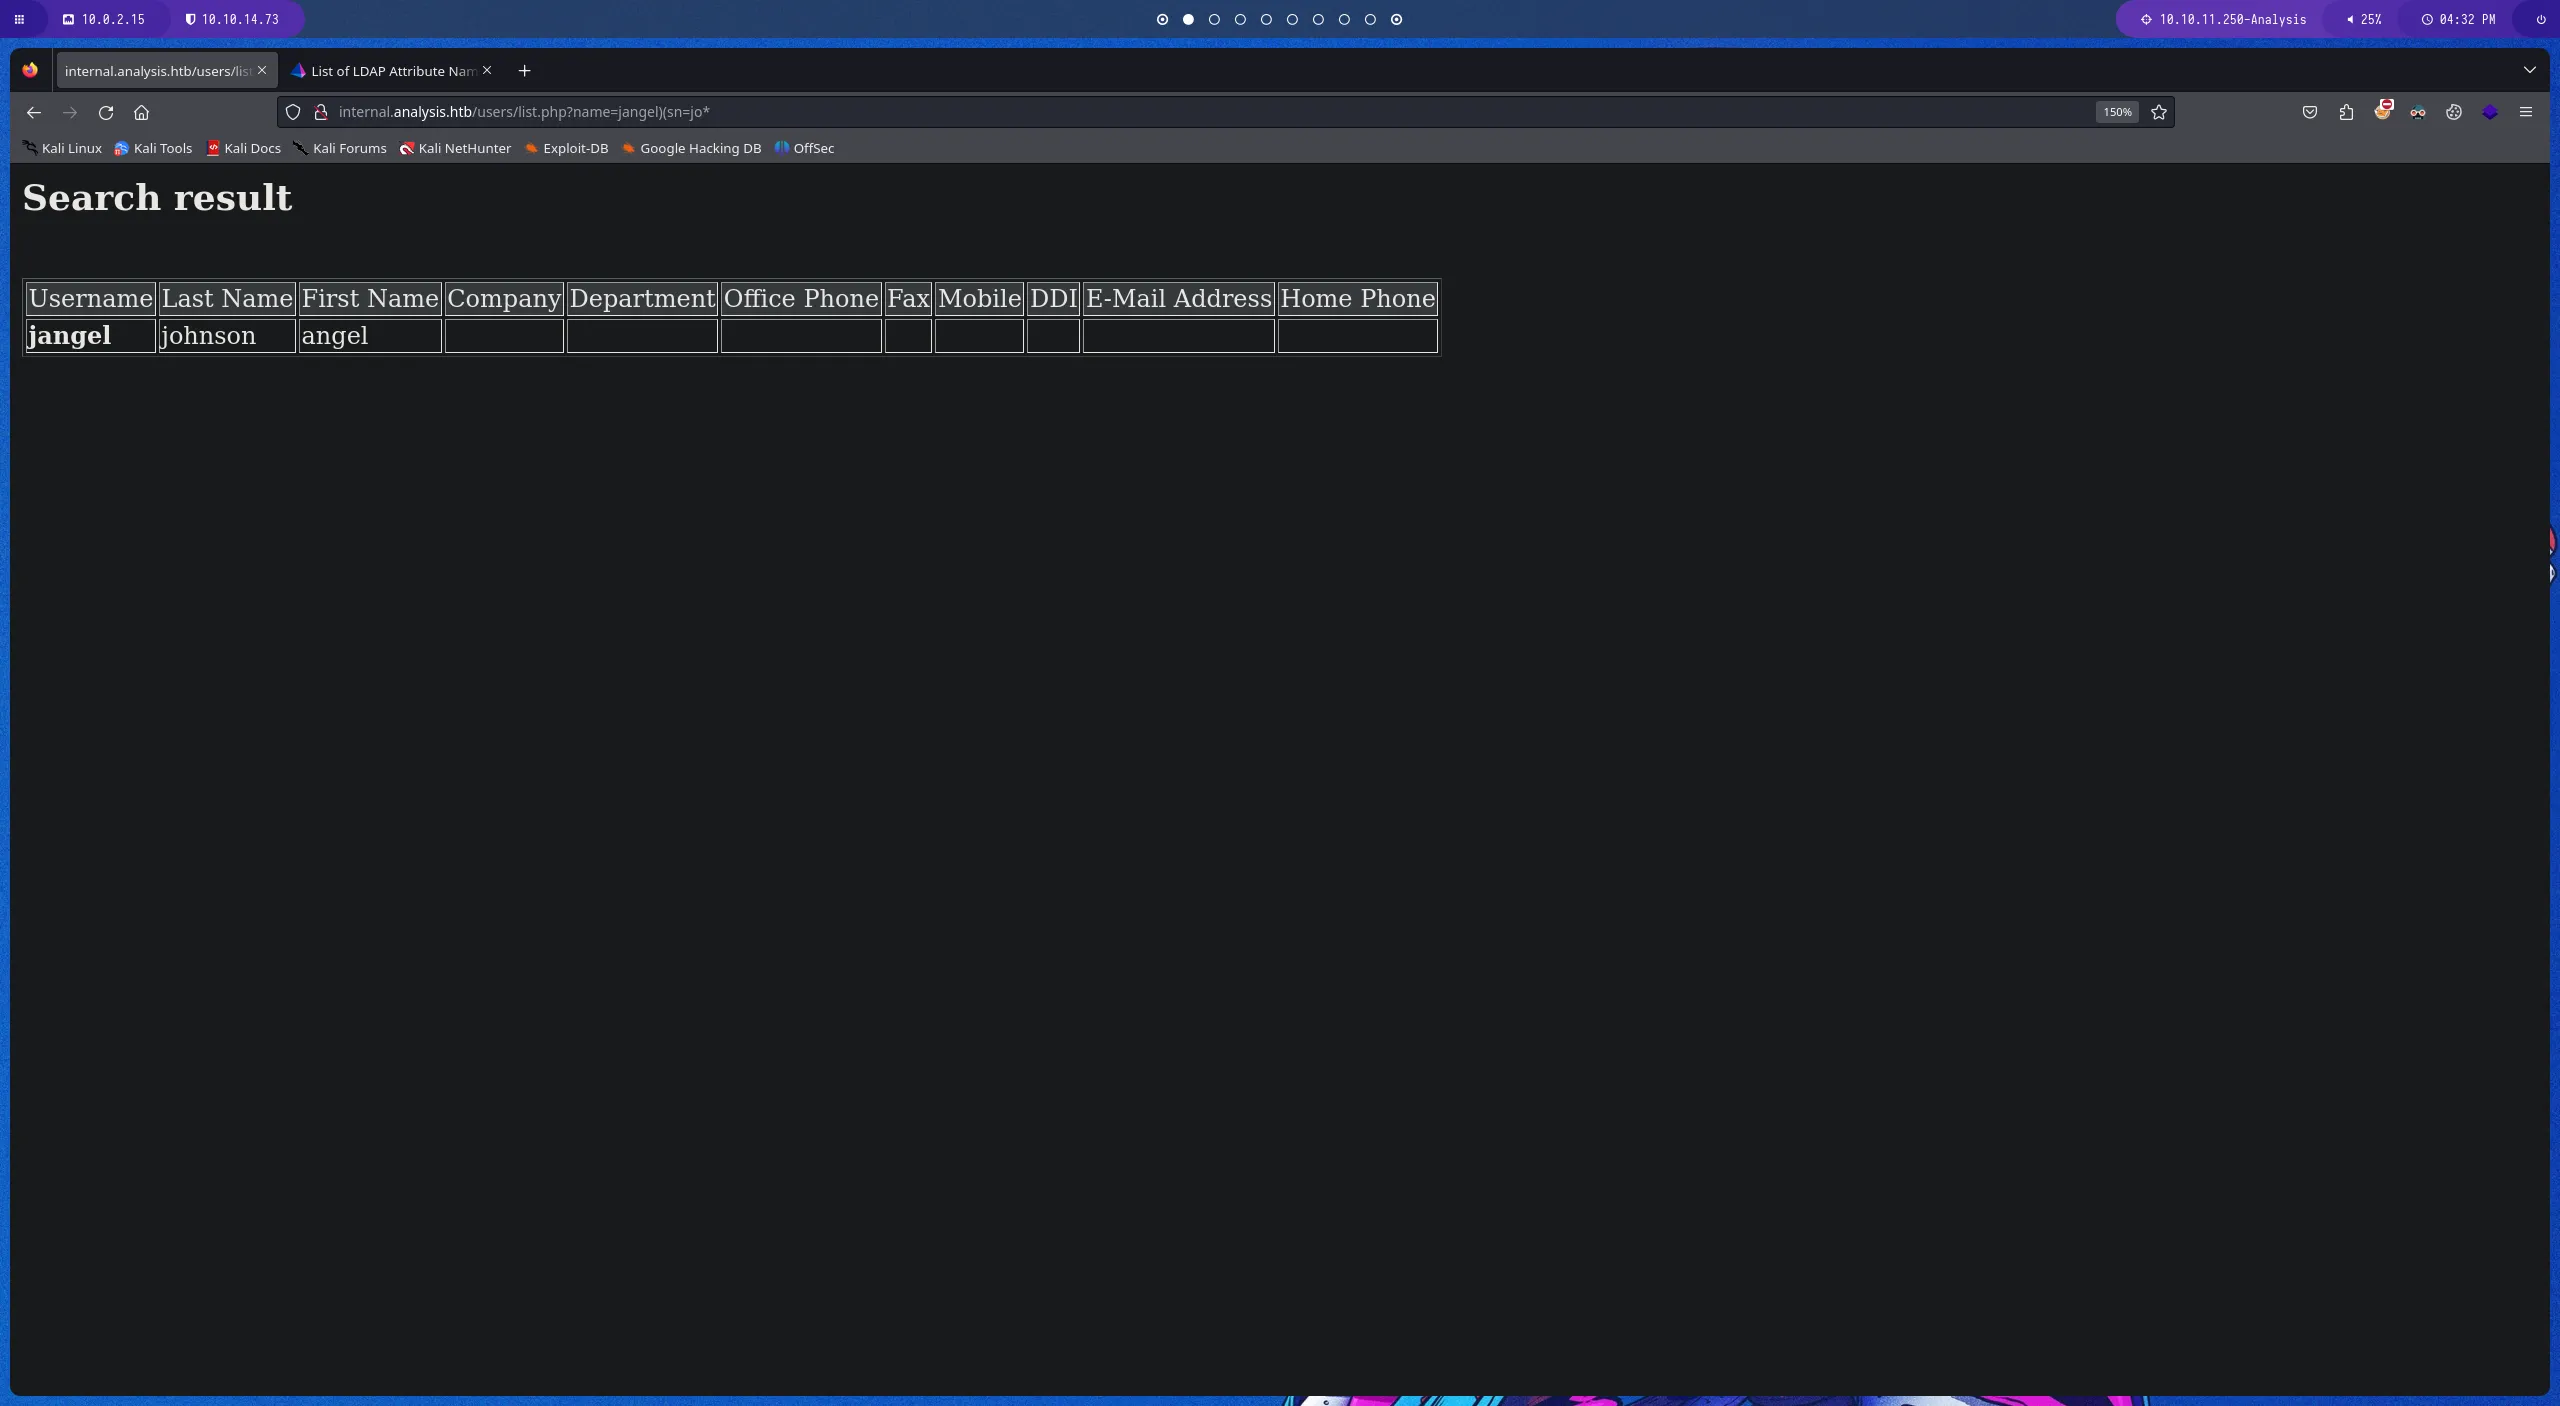 10.0.2.15 10.10.14.73 10.10.11.250-Analysis 25% 04:32 PM
internal.analysis.htb/users/list List of LDAP Attribute Nam
internal.analysis.htb/users/list.php?name=jangel)(sn=jo* 150%
Kali Linux Kali Tools Kali Docs Kali Forums Kali NetHunter Exploit-DB Google Hacking DB OffSec
Search result
Username Last Name First Name Company Department Office Phone Fax Mobile DDI E-Mail Address Home Phone
jangel johnson angel